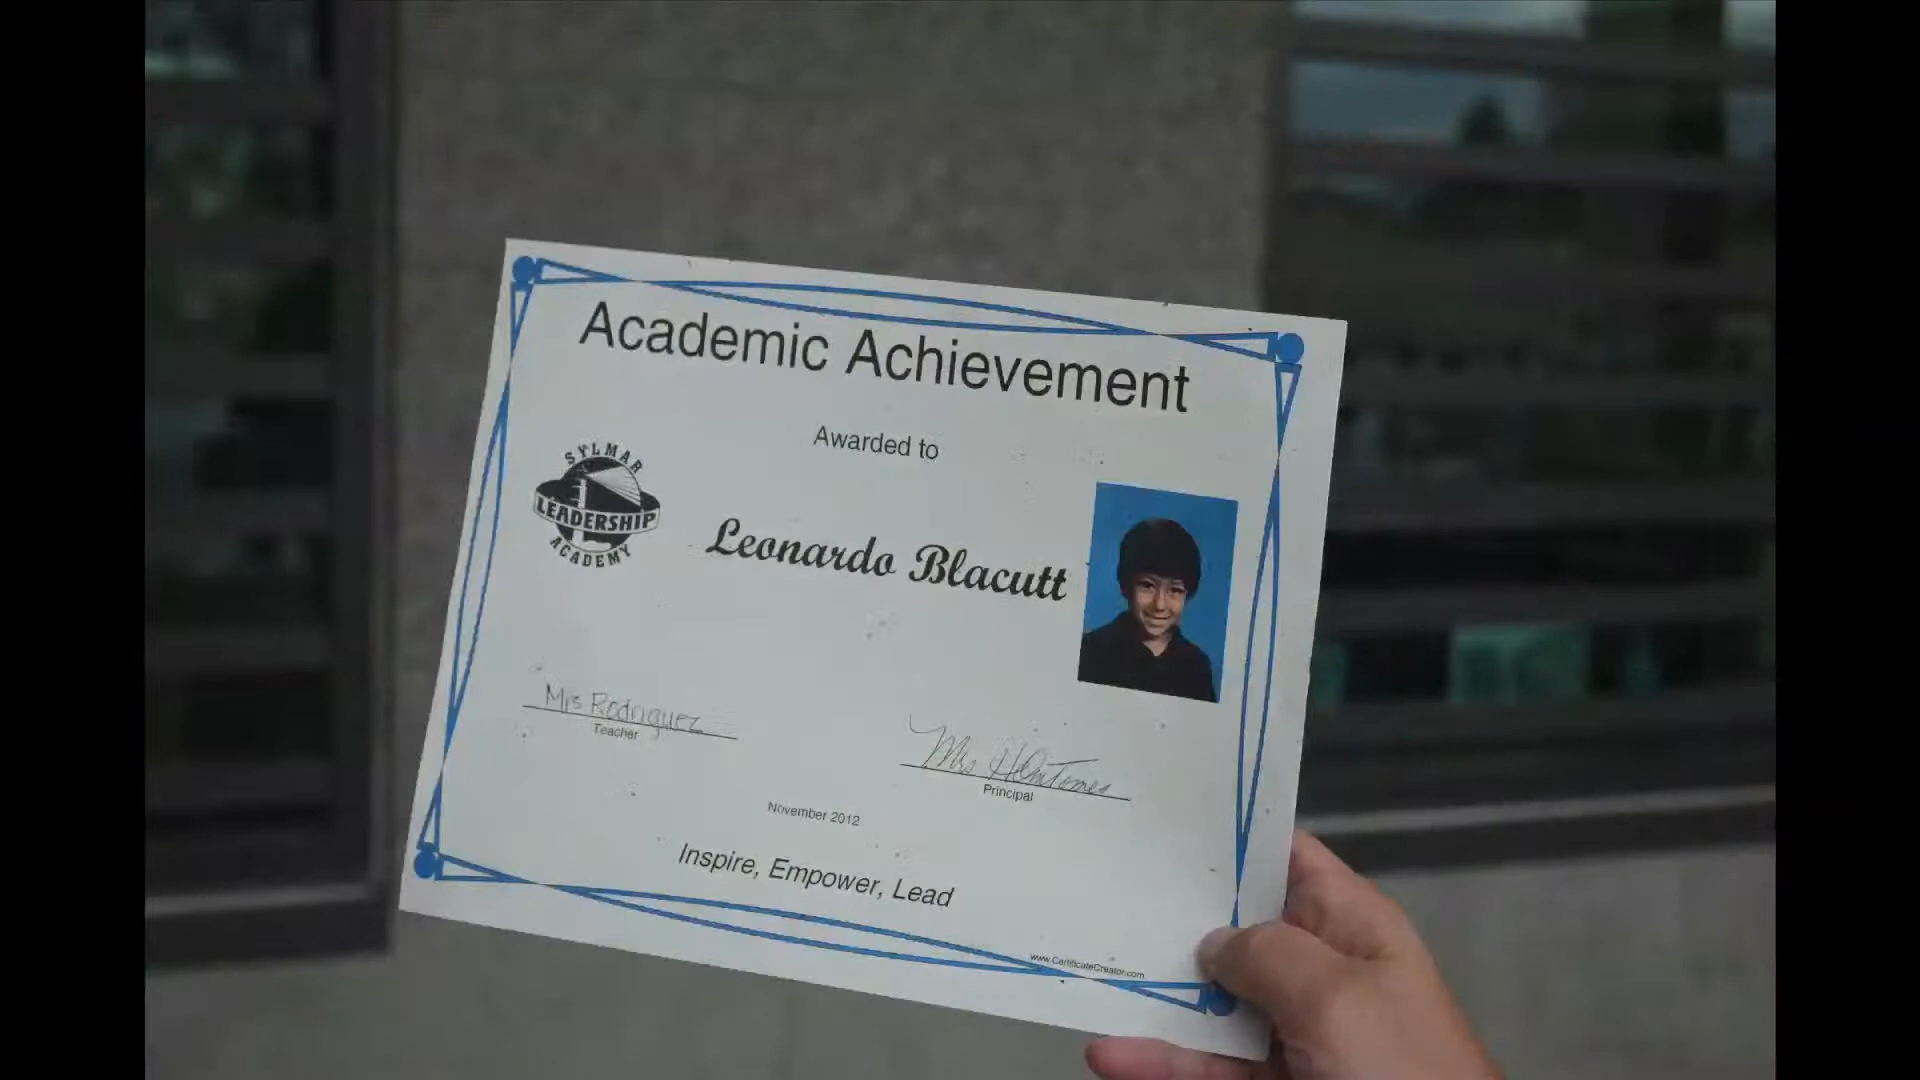 Academic Achievement
Awarded to
SYLMAR
LEADERSHIP
ACADEMY
Leonardo Blacutt
Mrs Rodriguez
Teacher
Mrs
Principal
November 2012
Inspire, Empower, Lead
www.CertificateCreator.com